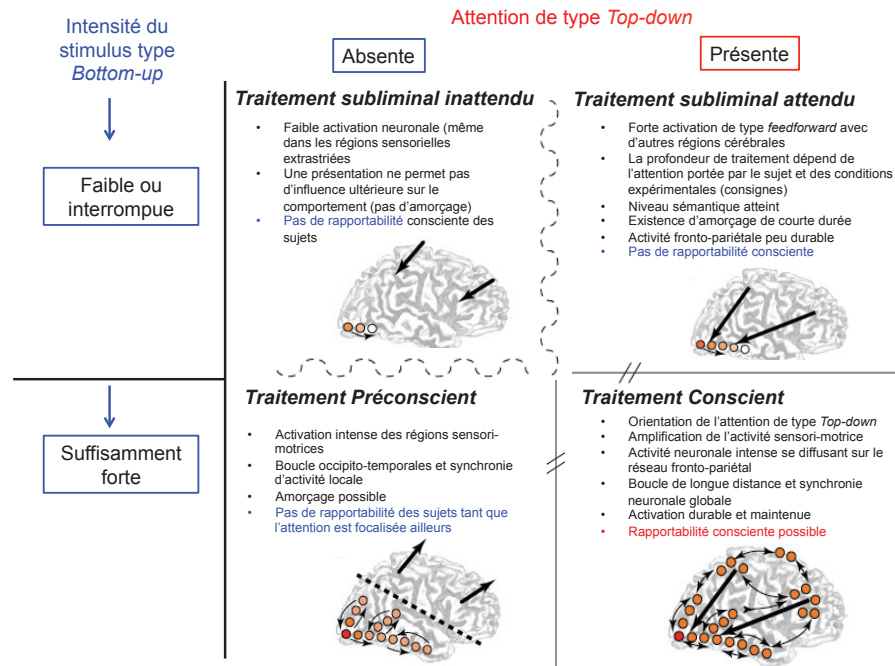 Intensité du
stimulus type
Bottom-up
Attention de type Top-down
Absente
Présente
Faible ou
interrompue
Traitement subliminal inattendu
• Faible activation neuronale (même
dans les régions sensorielles
extrastriées
• Une présentation ne permet pas
d'influence ultérieure sur le
comportement (pas d'amorçage)
• Pas de rapportabilité consciente des
sujets
Traitement subliminal attendu
• Forte activation de type feedforward avec
d'autres régions cérébrales
• La profondeur de traitement dépend de
l'attention portée par le sujet et des conditions
expérimentales (consignes)
• Niveau sémantique atteint
• Existence d'amorçage de courte durée
• Activité fronto-pariétale peu durable
• Pas de rapportabilité consciente
Suffisamment
forte
Traitement Préconscient
• Activation intense des régions sensori-
motrices
• Boucle occipito-temporales et synchronie
d'activité locale
• Amorçage possible
• Pas de rapportabilité des sujets tant que
l'attention est focalisée ailleurs
Traitement Conscient
• Orientation de l'attention de type Top-down
• Amplification de l'activité sensori-motrice
• Activité neuronale intense se diffusant sur le
réseau fronto-pariétal
• Boucle de longue distance et synchronie
neuronale globale
• Activation durable et maintenue
• Rapportabilité consciente possible